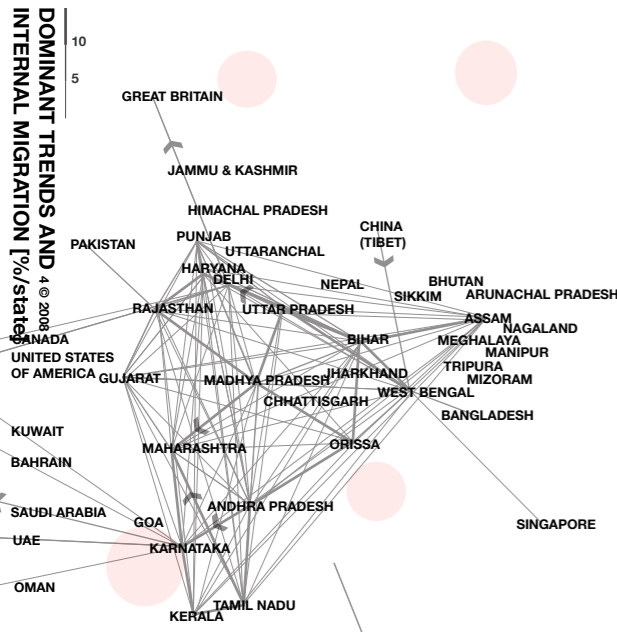 DOMINANT TRENDS AND 4 © 2008
INTERNAL MIGRATION [%/state]
10
5
GREAT BRITAIN
JAMMU & KASHMIR
HIMACHAL PRADESH
CHINA
(TIBET)
PUNJAB
PAKISTAN
UTTARANCHAL
HARYANA
DELHI
NEPAL
BHUTAN
SIKKIM
ARUNACHAL PRADESH
RAJASTHAN
UTTAR PRADESH
ASSAM
NAGALAND
CANADA
BIHAR
MEGHALAYA
MANIPUR
UNITED STATES
OF AMERICA
GUJARAT
MADHYA PRADESH
JHARKHAND
TRIPURA
MIZORAM
WEST BENGAL
CHHATTISGARH
BANGLADESH
KUWAIT
MAHARASHTRA
ORISSA
BAHRAIN
SAUDI ARABIA
GOA
ANDHRA PRADESH
SINGAPORE
UAE
KARNATAKA
OMAN
KERALA
TAMIL NADU